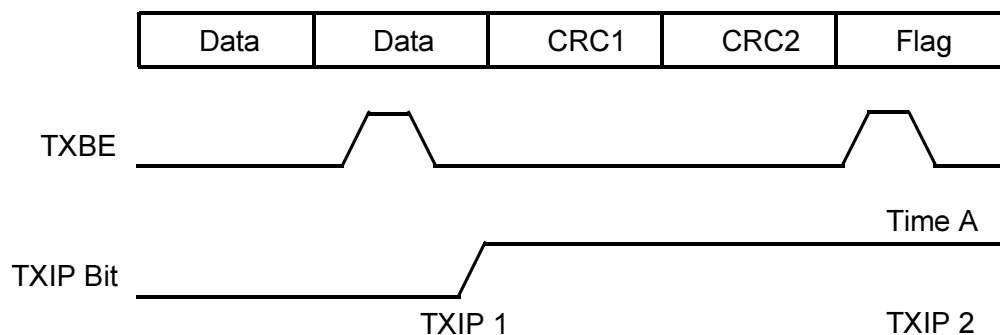 Data Data CRC1 CRC2 Flag
TXBE
Time A
TXIP Bit
TXIP 1 TXIP 2